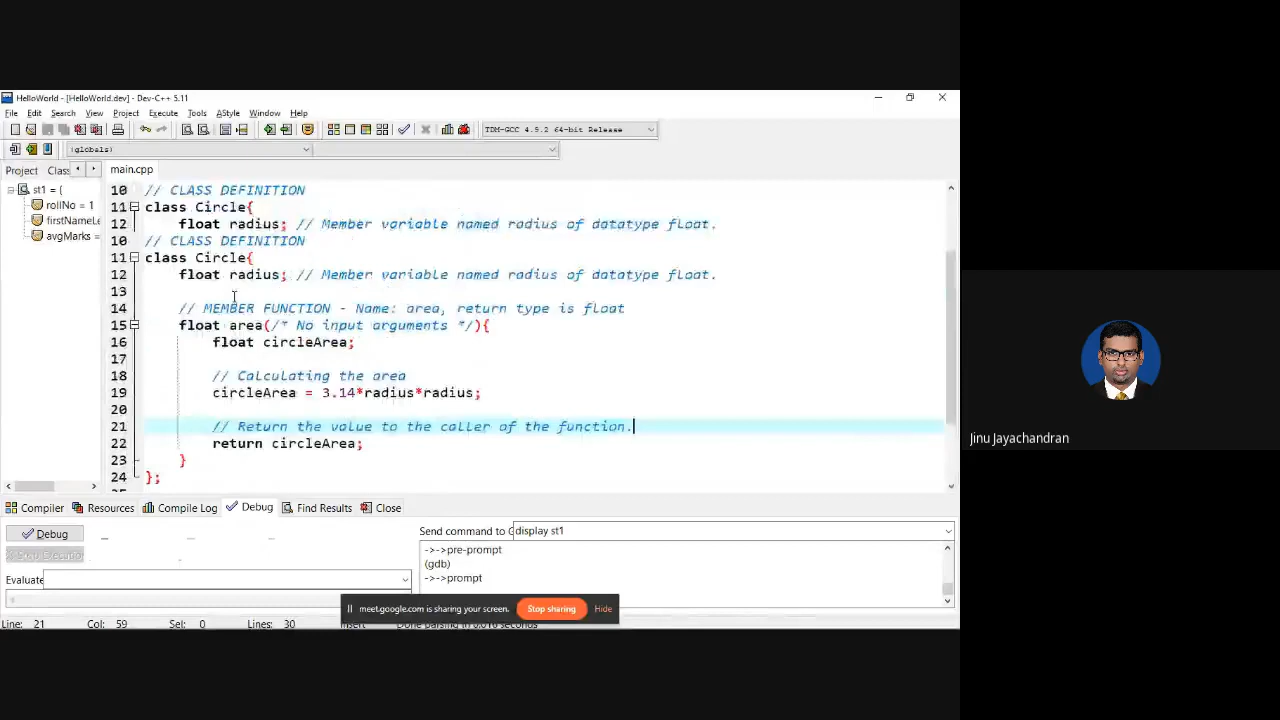 HelloWorld - [HelloWorld.dev] - Dev-C++ 5.11
File Edit Search View Project Execute Tools AStyle Window Help
TDM-GCC 4.9.2 64-bit Release
(globals)
Project Class
main.cpp
st1 = {
rollNo = 1
firstNameLe
avgMarks =
10 // CLASS DEFINITION
11 class Circle{
12 float radius; // Member variable named radius of datatype float.
10 // CLASS DEFINITION
11 class Circle{
12 float radius; // Member variable named radius of datatype float.
13
14 // MEMBER FUNCTION - Name: area, return type is float
15 float area(/* No input arguments */){
16 float circleArea;
17
18 // Calculating the area
19 circleArea = 3.14*radius*radius;
20
21 // Return the value to the caller of the function.
22 return circleArea;
23 }
24 };
Compiler Resources Compile Log Debug Find Results Close
Debug
Send command to G display st1
->->pre-prompt
(gdb)
->->prompt
Evaluate
meet.google.com is sharing your screen. Stop sharing Hide
Line: 21 Col: 59 Sel: 0 Lines: 30 Insert
Jinu Jayachandran